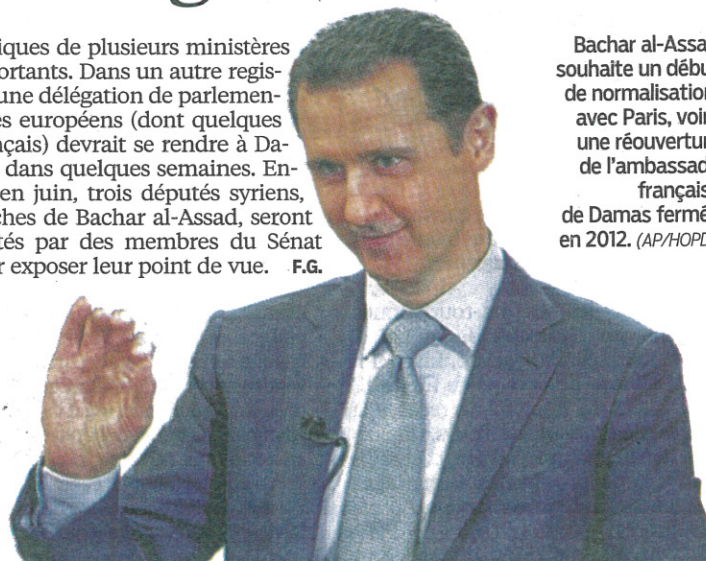 iques de plusieurs ministères
ortants. Dans un autre regis-
une délégation de parlemen-
es européens (dont quelques
nçais) devrait se rendre à Da-
dans quelques semaines. En-
en juin, trois députés syriens,
ches de Bachar al-Assad, seront
tés par des membres du Sénat
r exposer leur point de vue. F.G.
Bachar al-Assa
souhaite un débu
de normalisation
avec Paris, voir
une réouvertur
de l'ambassad
français
de Damas fermé
en 2012. (AP/HOPD